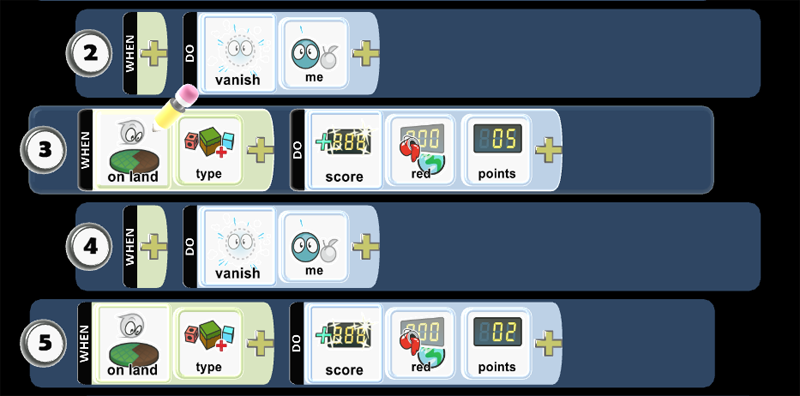 2 WHEN DO vanish me
3 WHEN on land type DO score red points 05
4 WHEN DO vanish me
5 WHEN on land type DO score red points 02